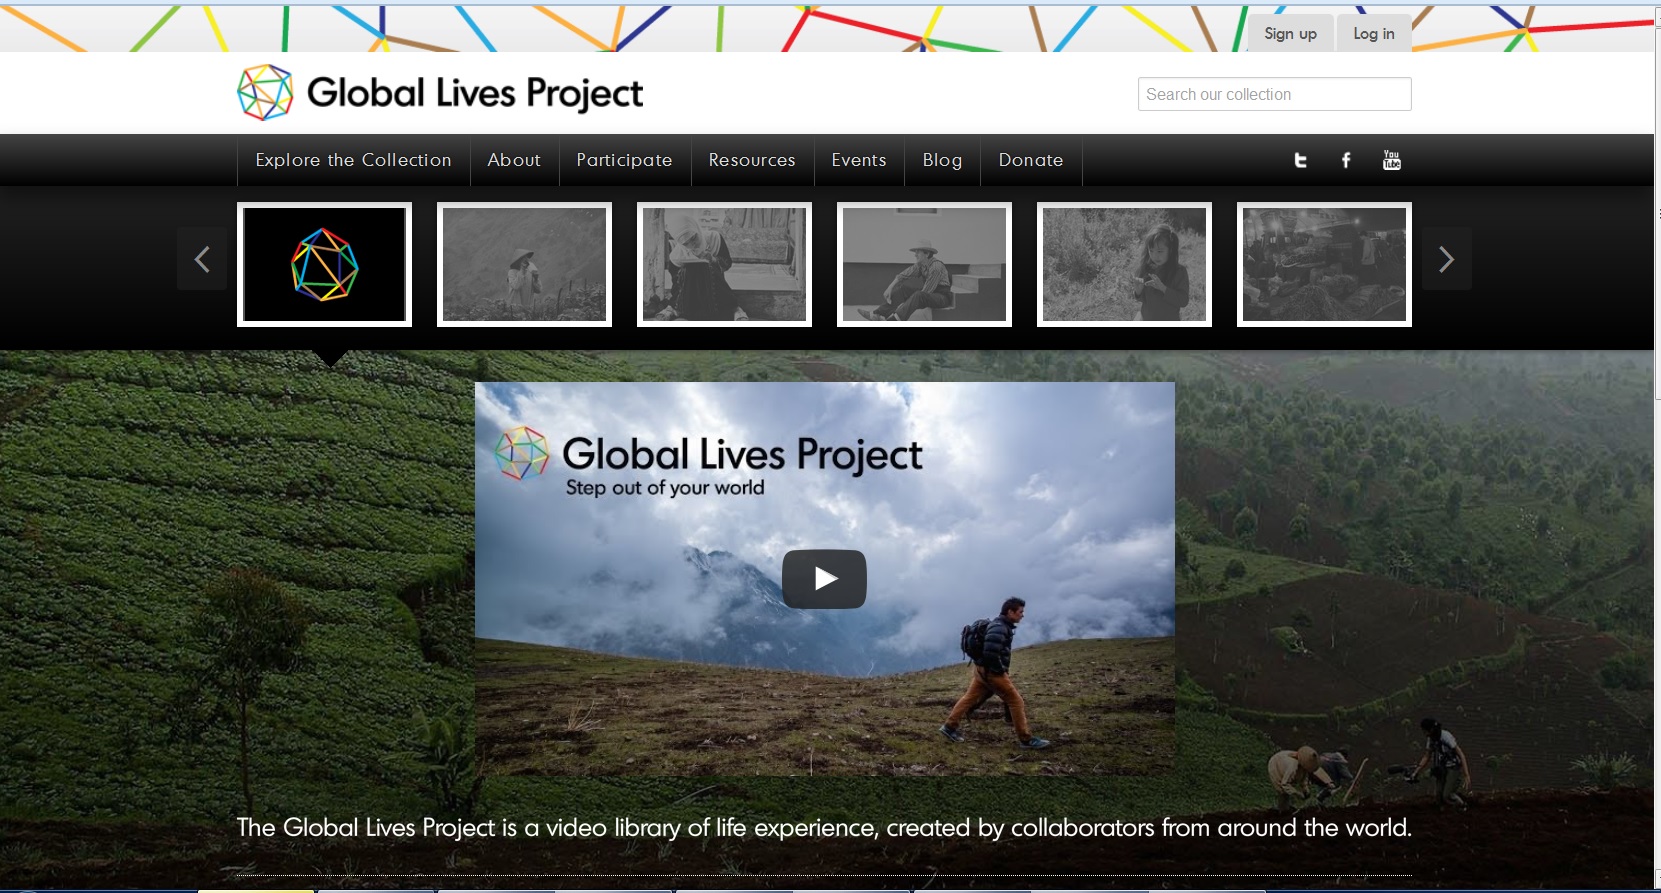 Sign up Log in
Global Lives Project
Search our collection
Explore the Collection About Participate Resources Events Blog Donate
You
Tube
Global Lives Project
Step out of your world
The Global Lives Project is a video library of life experience, created by collaborators from around the world.